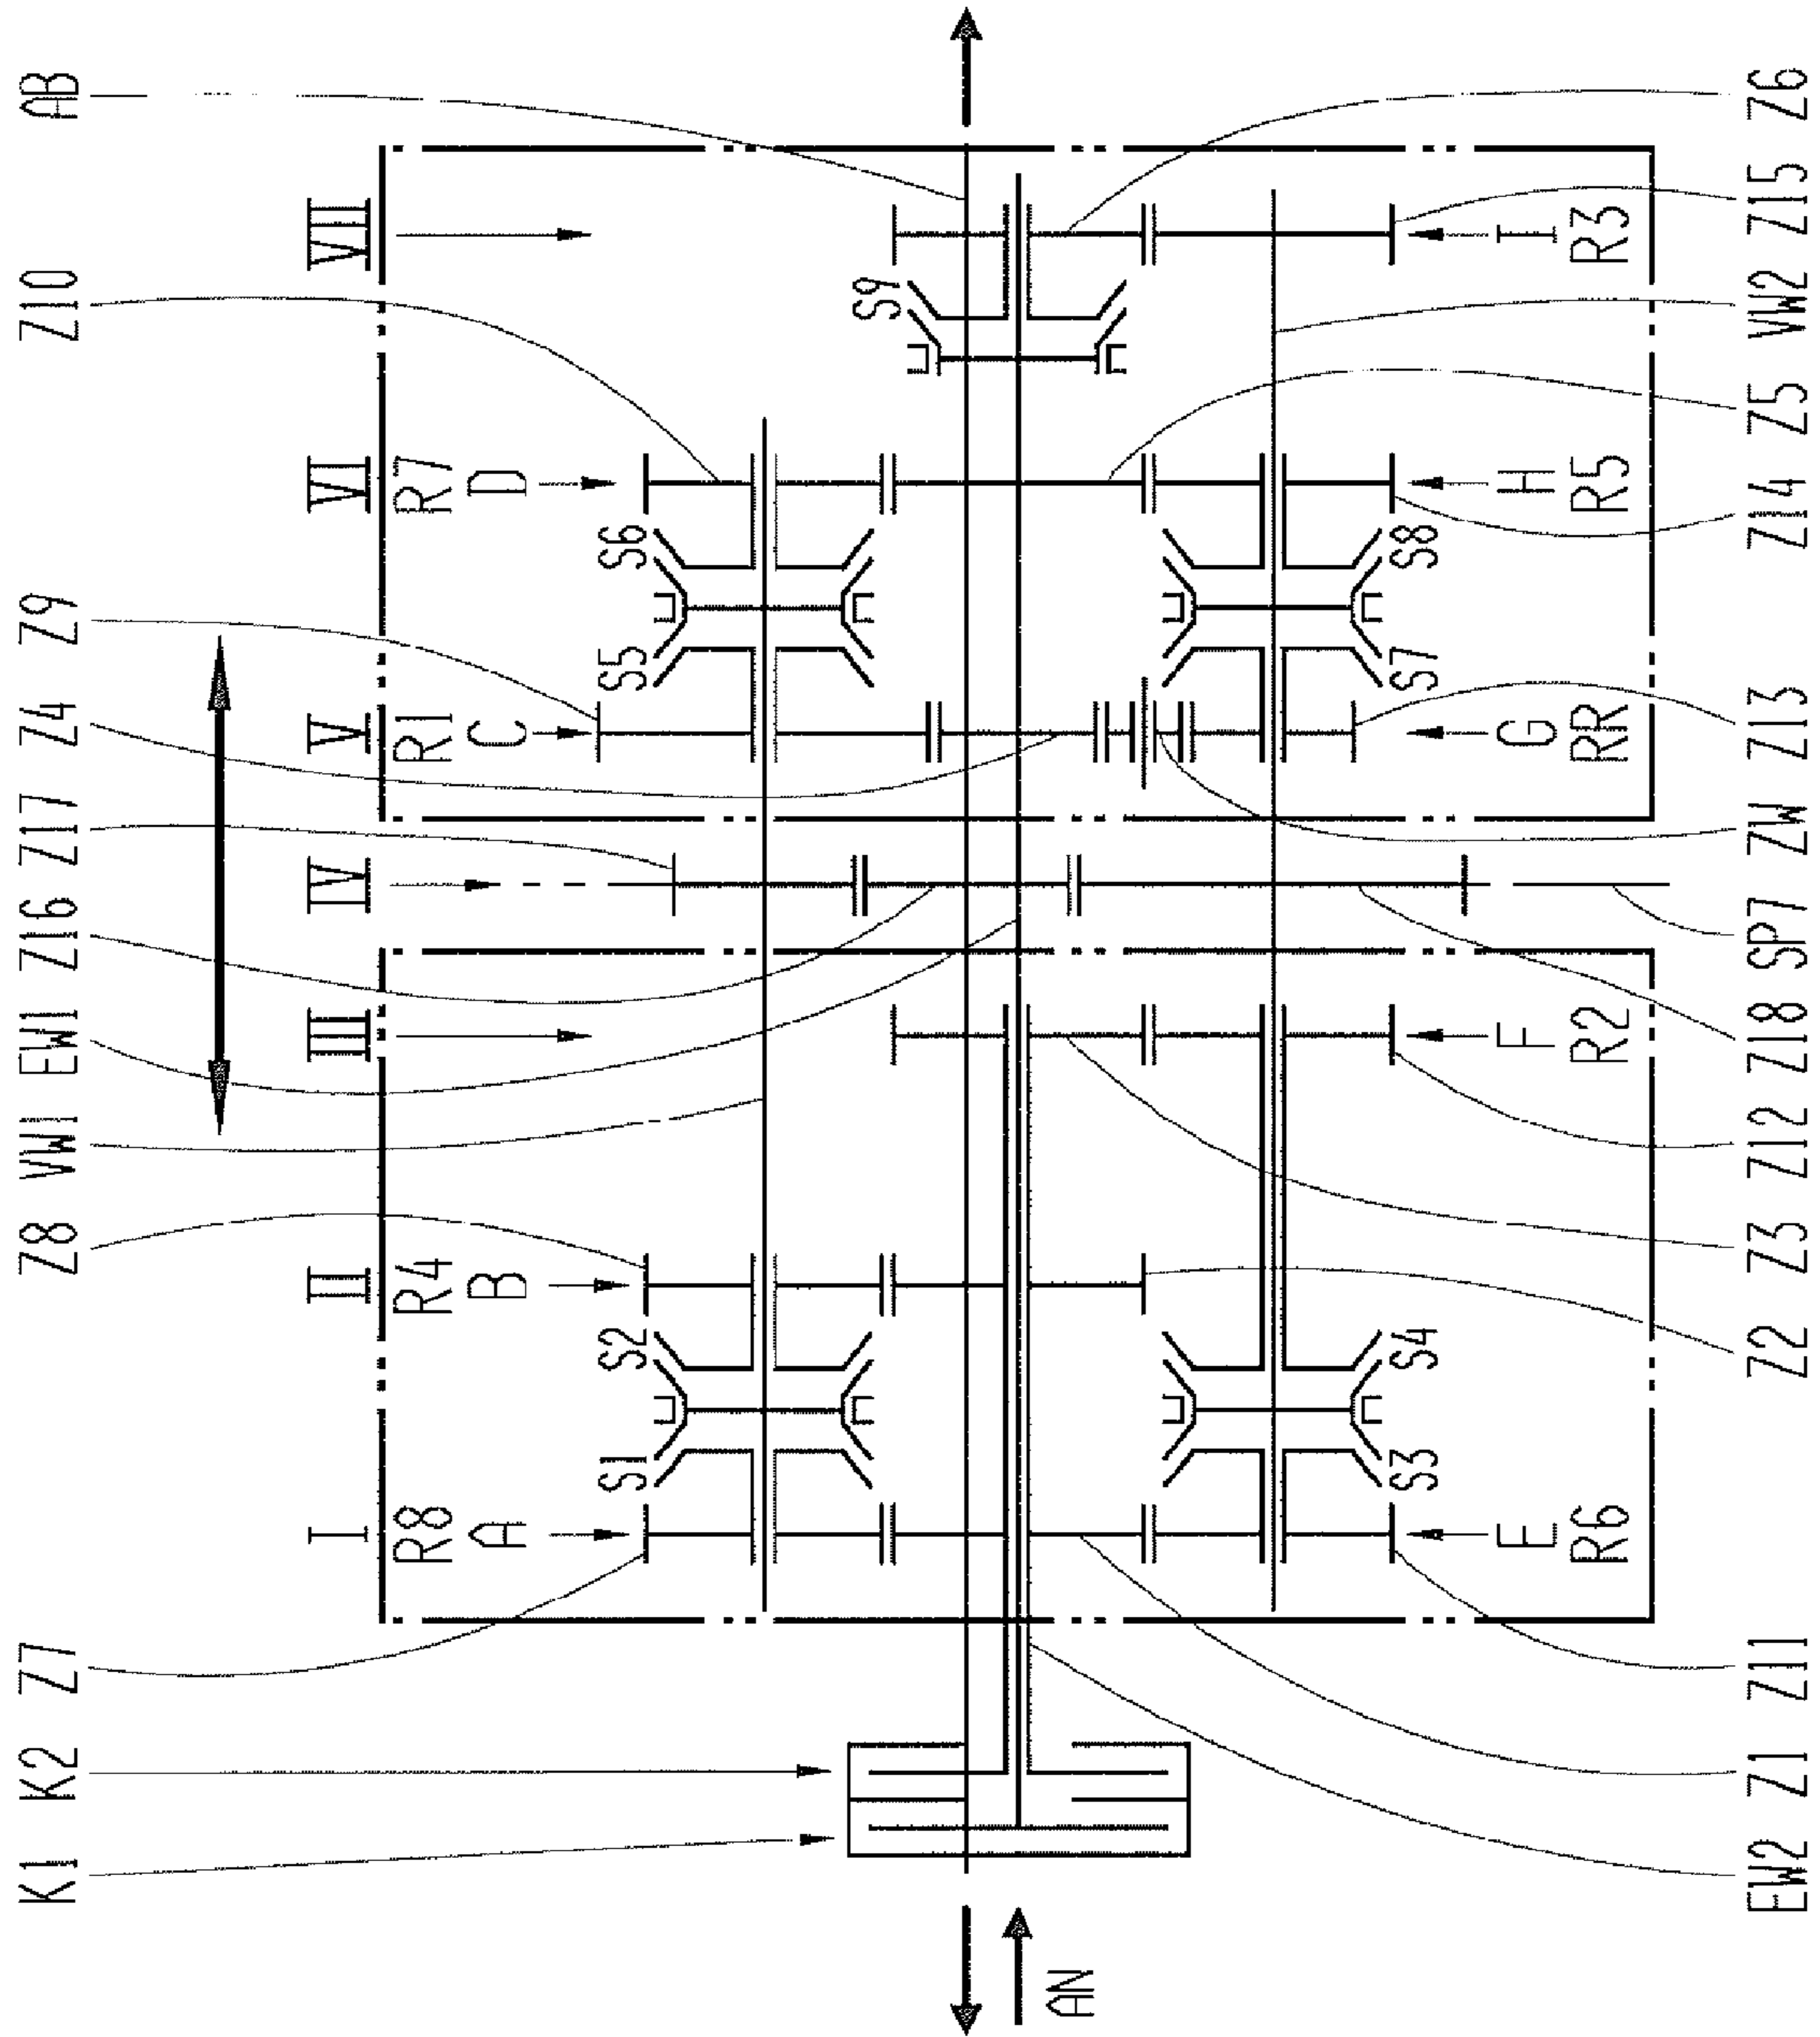 K1 K2 Z7 Z8 VW1 EW1 Z16 Z17 Z4 Z9 Z10 AB
I II III IV V VI VII
R8 R4 R1 R7
A B C D
S1 S2 S5 S6
S9
AN
S3 S4 S7 S8
E F G H I
R6 R2 RR R5 R3
EW2 Z1 Z11 Z2 Z3 Z12 Z18 SP7 ZW Z13 Z14 Z5 VW2 Z15 Z6